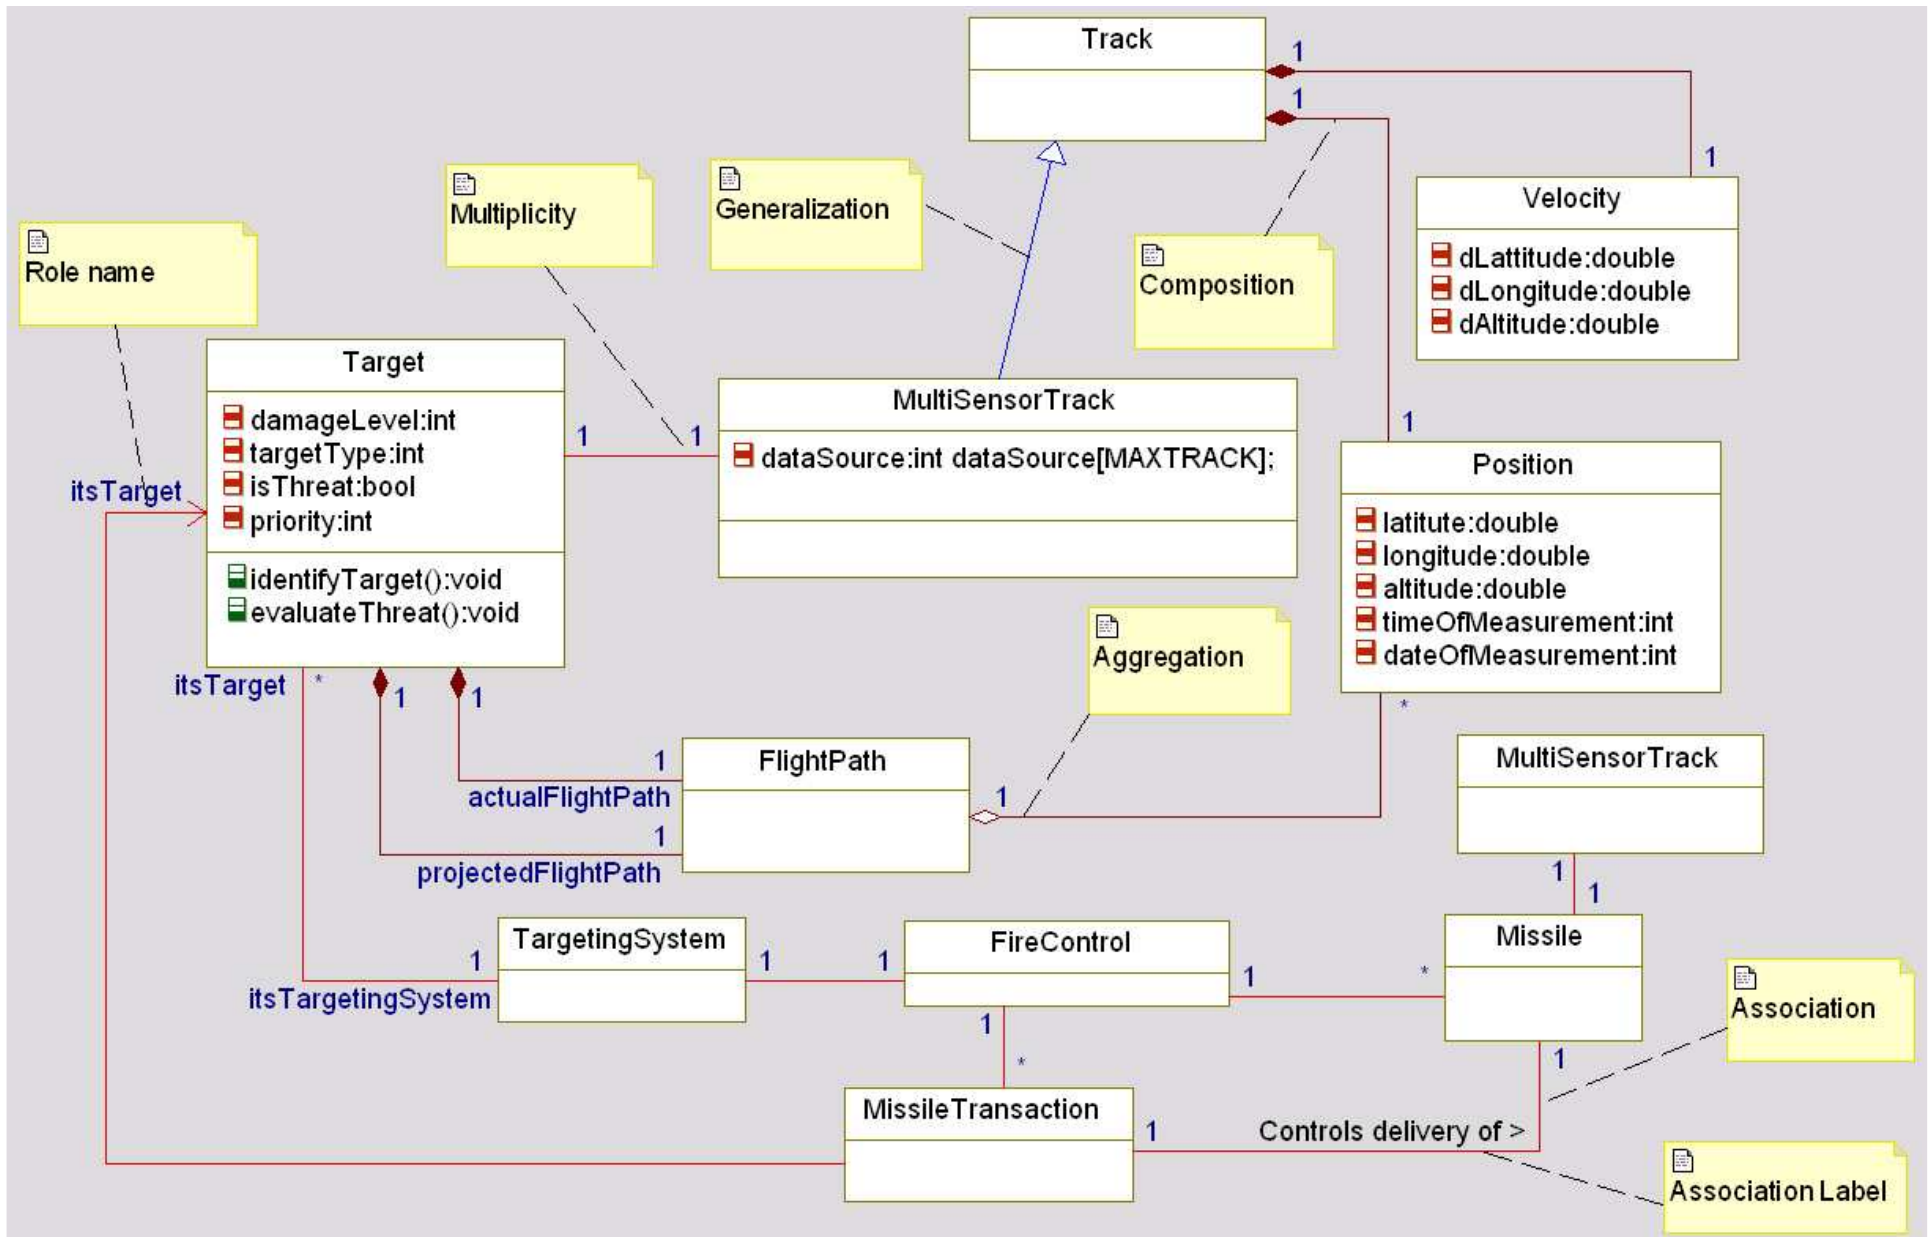 Track
1
1
1
Velocity
dLattitude:double
dLongitude:double
dAltitude:double
Multiplicity
Generalization
Composition
Role name
Target
damageLevel:int
targetType:int
isThreat:bool
priority:int
identifyTarget():void
evaluateThreat():void
itsTarget
1
1
MultiSensorTrack
dataSource:int dataSource[MAXTRACK];
1
Position
latitute:double
longitude:double
altitude:double
timeOfMeasurement:int
dateOfMeasurement:int
*
Aggregation
itsTarget
*
1
1
1
actualFlightPath
1
projectedFlightPath
FlightPath
1
MultiSensorTrack
1
1
TargetingSystem
1
itsTargetingSystem
1
1
FireControl
1
*
Missile
1
Association
1
*
MissileTransaction
1
Controls delivery of >
Association Label